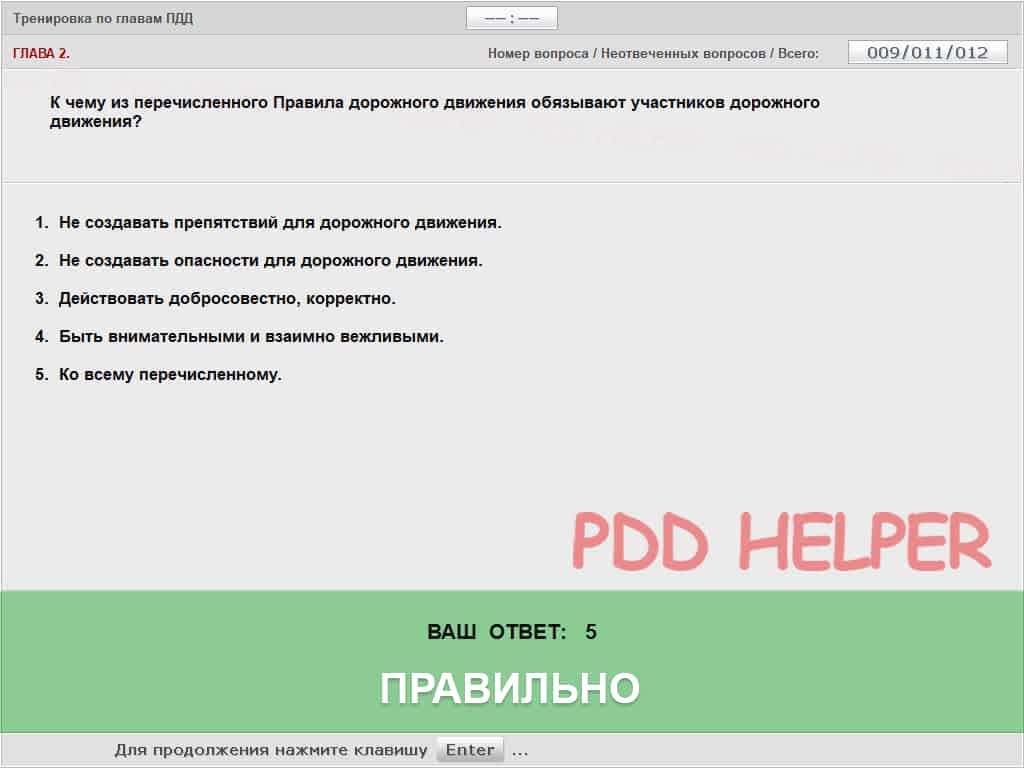 Тренировка по главам ПДД
—— : ——
ГЛАВА 2.
Номер вопроса / Неотвеченных вопросов / Всего: 009/011/012
К чему из перечисленного Правила дорожного движения обязывают участников дорожного
движения?
1. Не создавать препятствий для дорожного движения.
2. Не создавать опасности для дорожного движения.
3. Действовать добросовестно, корректно.
4. Быть внимательными и взаимно вежливыми.
5. Ко всему перечисленному.
PDD HELPER
ВАШ ОТВЕТ: 5
ПРАВИЛЬНО
Для продолжения нажмите клавишу Enter ...